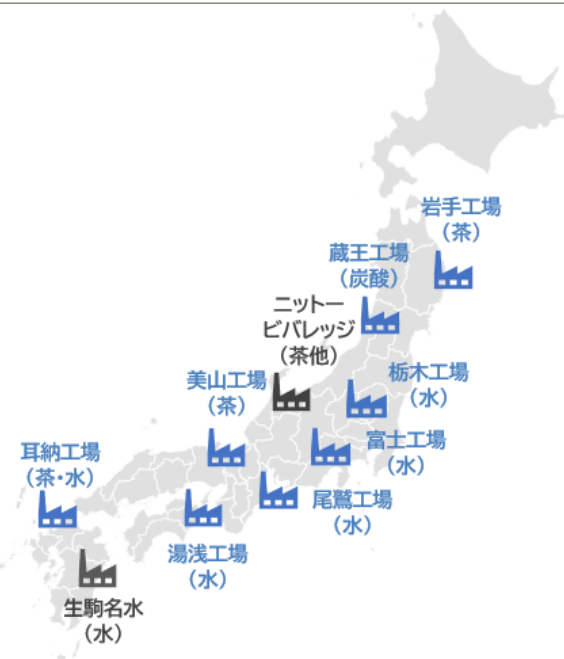 岩手工場
（茶）
蔵王工場
（炭酸）
ニットー
ビバレッジ
（茶他）
栃木工場
（水）
美山工場
（茶）
富士工場
（水）
耳納工場
（茶・水）
尾鷲工場
（水）
湯浅工場
（水）
生駒名水
（水）